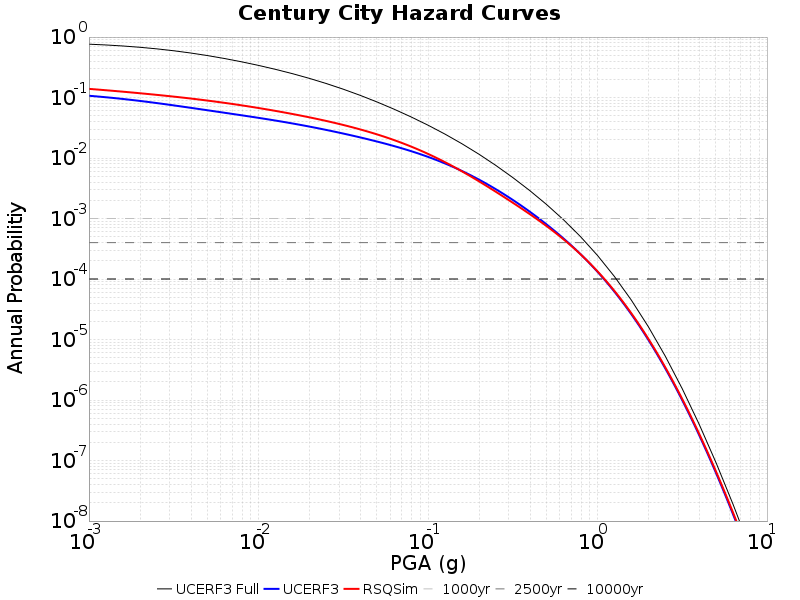 Century City Hazard Curves
10^0
10^-1
10^-2
10^-3
10^-4
10^-5
10^-6
10^-7
10^-8
Annual Probabilitiy
10^-3 10^-2 10^-1 10^0 10^1
PGA (g)
UCERF3 Full UCERF3 RSQSim 1000yr 2500yr 10000yr